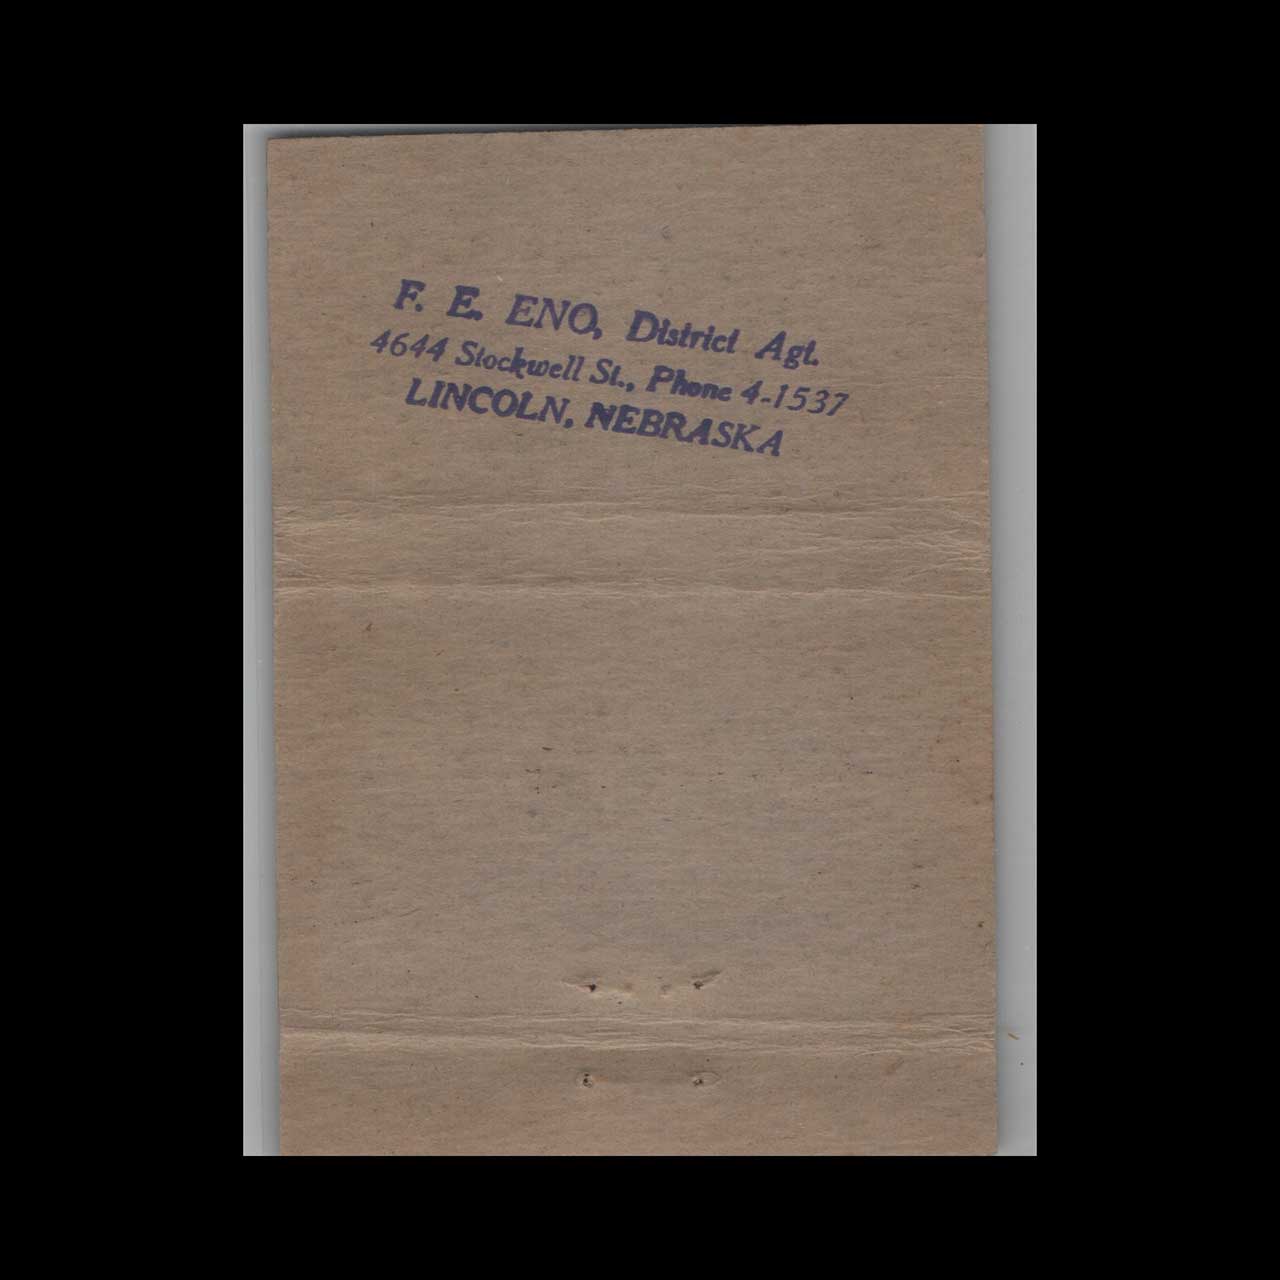 F. E. ENO, District Agt.
4644 Stockwell St., Phone 4-1537
LINCOLN, NEBRASKA